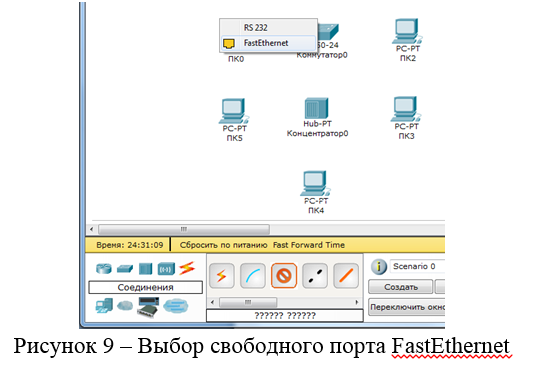 RS 232
FastEthernet
50-24
ПК0
Коммутатор0
PC-PT
ПК2
PC-PT
ПК5
Hub-PT
Концентратор0
PC-PT
ПК3
PC-PT
ПК4
Время: 24:31:09
Сбросить по питанию Fast Forward Time
Соединения
?????? ??????
Scenario 0
Создать
Переключить окно
Рисунок 9 – Выбор свободного порта FastEthernet